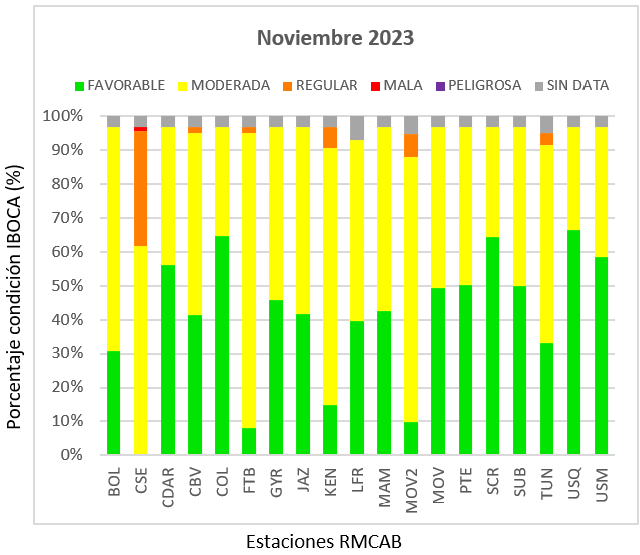 Noviembre 2023
FAVORABLE MODERADA REGULAR MALA PELIGROSA SIN DATA
100%
90%
80%
70%
60%
50%
40%
30%
20%
10%
0%
Porcentaje condición IBOCA (%)
BOL CSE CDAR CBV COL FTB GYR JAZ KEN LFR MAM MOV2 MOV PTE SCR SUB TUN USQ USM
Estaciones RMCAB